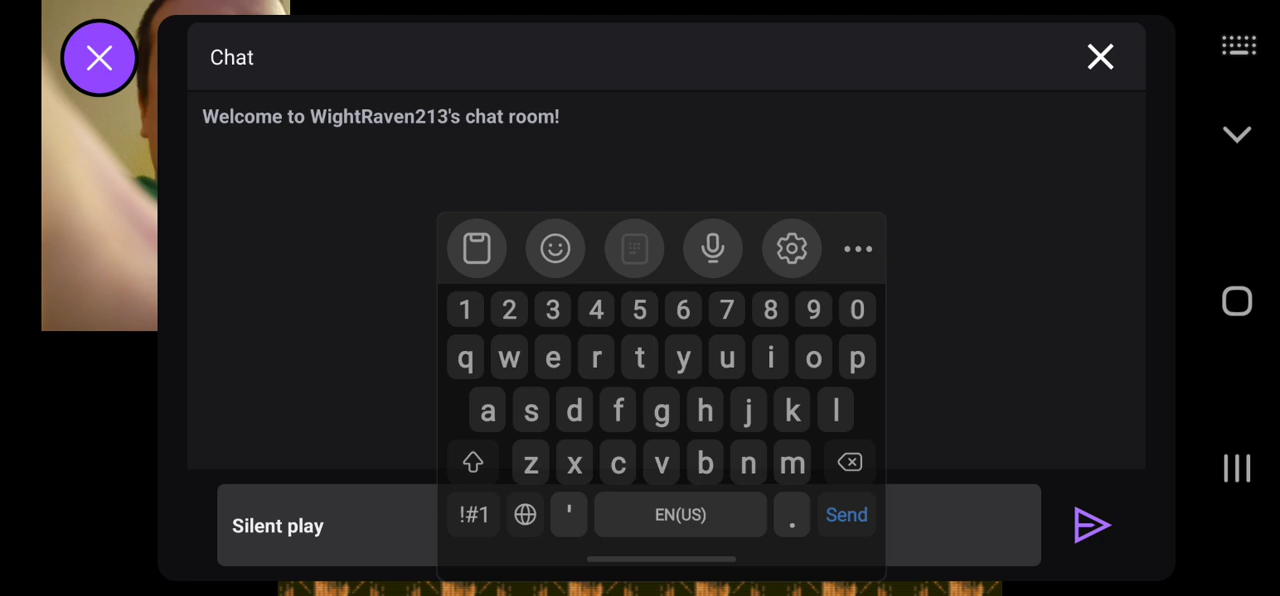 Chat
Welcome to WightRaven213's chat room!
1 2 3 4 5 6 7 8 9 0
q w e r t y u i o p
a s d f g h j k l
z x c v b n m
!#1 ' EN(US) . Send
Silent play